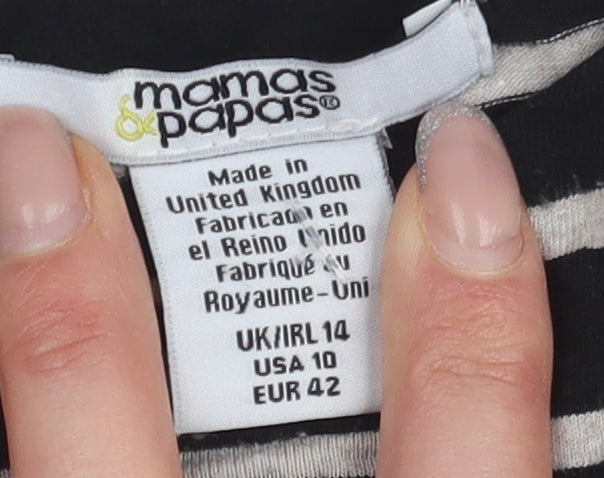 mamas
& papas®
Made in
United Kingdom
Fabricado en
el Reino Unido
Fabriqué au
Royaume-Uni
UK/IRL 14
USA 10
EUR 42